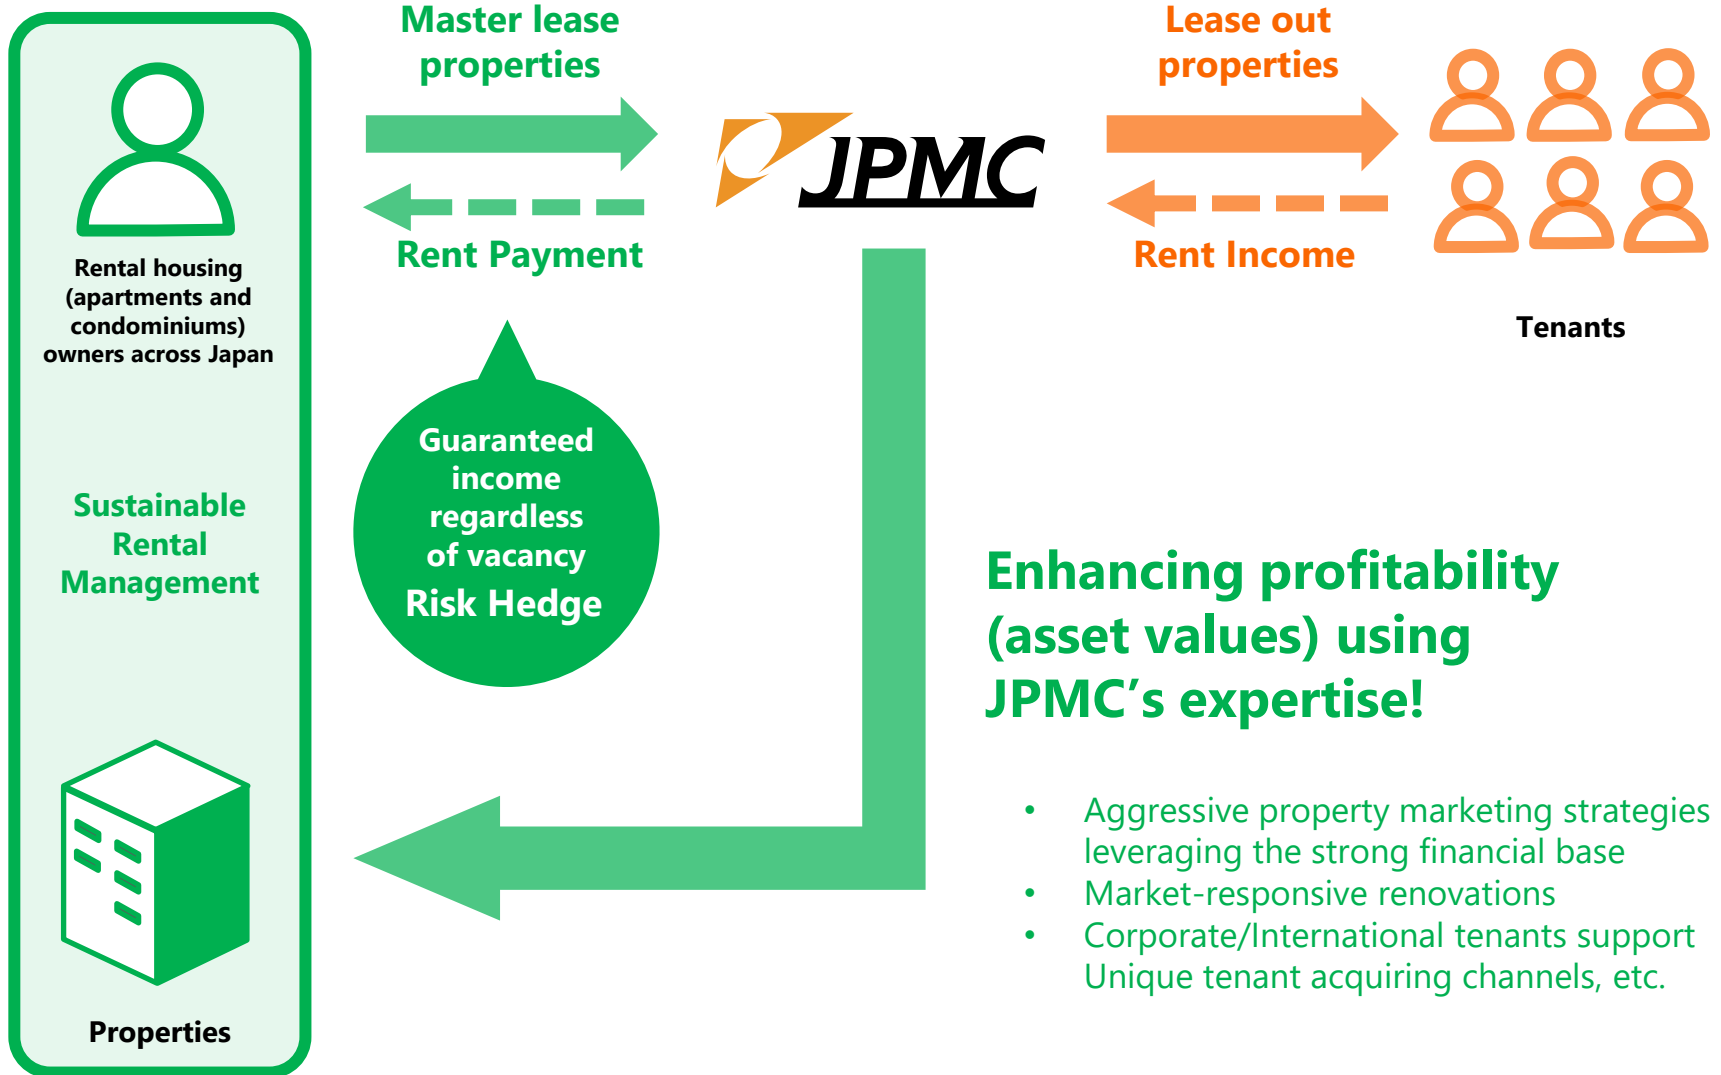 Master lease
properties
Lease out
properties
JPMC
Rent Payment
Rent Income
Rental housing
(apartments and
condominiums)
owners across Japan
Tenants
Guaranteed
income
regardless
of vacancy
Risk Hedge
Sustainable
Rental
Management
Enhancing profitability
(asset values) using
JPMC’s expertise!
• Aggressive property marketing strategies
leveraging the strong financial base
• Market-responsive renovations
• Corporate/International tenants support
Unique tenant acquiring channels, etc.
Properties